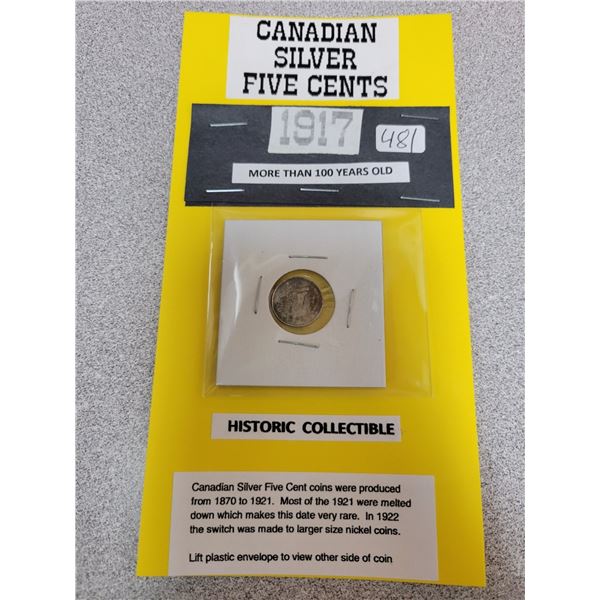 CANADIAN
SILVER
FIVE CENTS
1917
481
MORE THAN 100 YEARS OLD
HISTORIC COLLECTIBLE
Canadian Silver Five Cent coins were produced
from 1870 to 1921. Most of the 1921 were melted
down which makes this date very rare. In 1922
the switch was made to larger size nickel coins.
Lift plastic envelope to view other side of coin